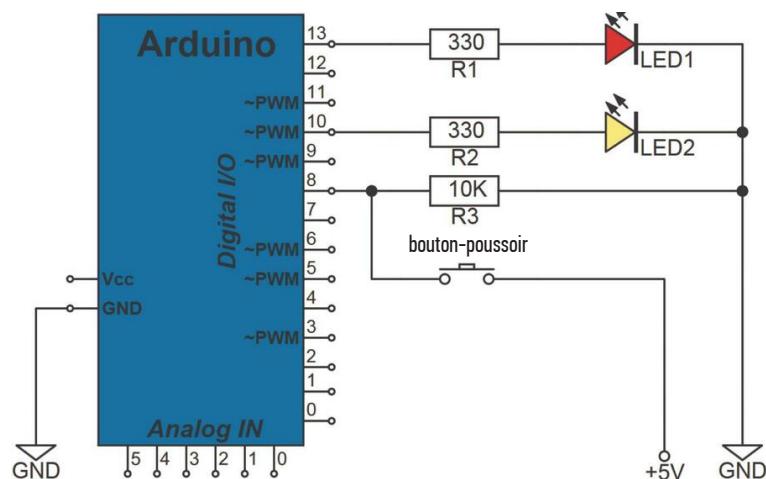 Arduino
13
330
R1
LED1
12
~PWM
11
~PWM
10
330
R2
LED2
~PWM
9
Digital I/O
8
10K
R3
7
bouton-poussoir
~PWM
6
Vcc
~PWM
5
GND
4
~PWM
3
2
1
0
Analog IN
5
4
3
2
1
0
GND
+5V
GND